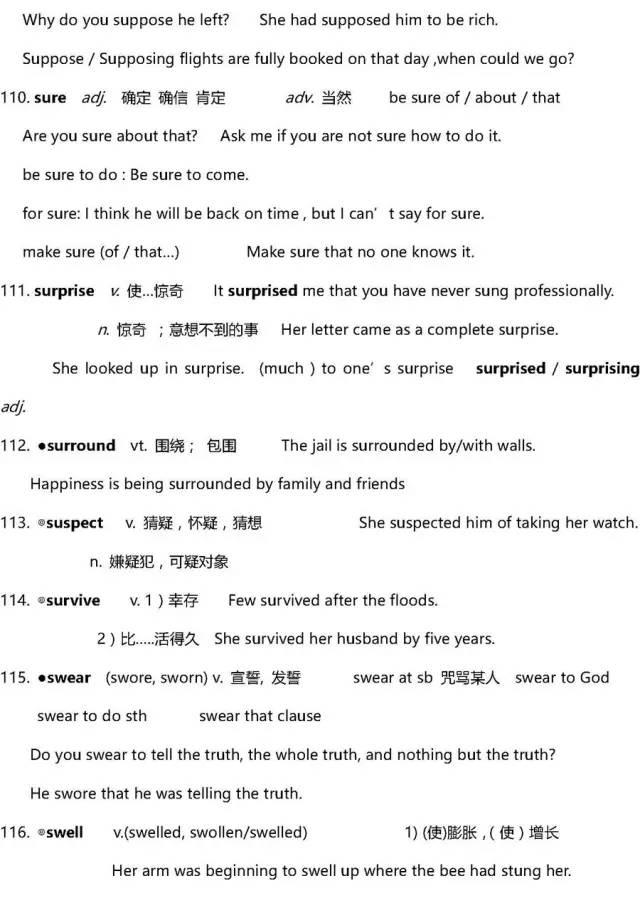 Why do you suppose he left? She had supposed him to be rich.
Suppose / Supposing flights are fully booked on that day ,when could we go?
110. sure adj. 确定 确信 肯定 adv. 当然 be sure of / about / that
Are you sure about that? Ask me if you are not sure how to do it.
be sure to do : Be sure to come.
for sure: I think he will be back on time , but I can' t say for sure.
make sure (of / that...) Make sure that no one knows it.
111. surprise v. 使...惊奇 It surprised me that you have never sung professionally.
n. 惊奇 ；意想不到的事 Her letter came as a complete surprise.
She looked up in surprise. (much ) to one' s surprise surprised / surprising
adj.
112. ●surround vt. 围绕； 包围 The jail is surrounded by/with walls.
Happiness is being surrounded by family and friends
113. ◎suspect v. 猜疑，怀疑，猜想 She suspected him of taking her watch.
n. 嫌疑犯，可疑对象
114. ◎survive v. 1 ) 幸存 Few survived after the floods.
2 ) 比.....活得久 She survived her husband by five years.
115. ●swear (swore, sworn) v. 宣誓, 发誓 swear at sb 咒骂某人 swear to God
swear to do sth swear that clause
Do you swear to tell the truth, the whole truth, and nothing but the truth?
He swore that he was telling the truth.
116. ◎swell v.(swelled, swollen/swelled) 1) (使)膨胀 ,( 使 ) 增长
Her arm was beginning to swell up where the bee had stung her.